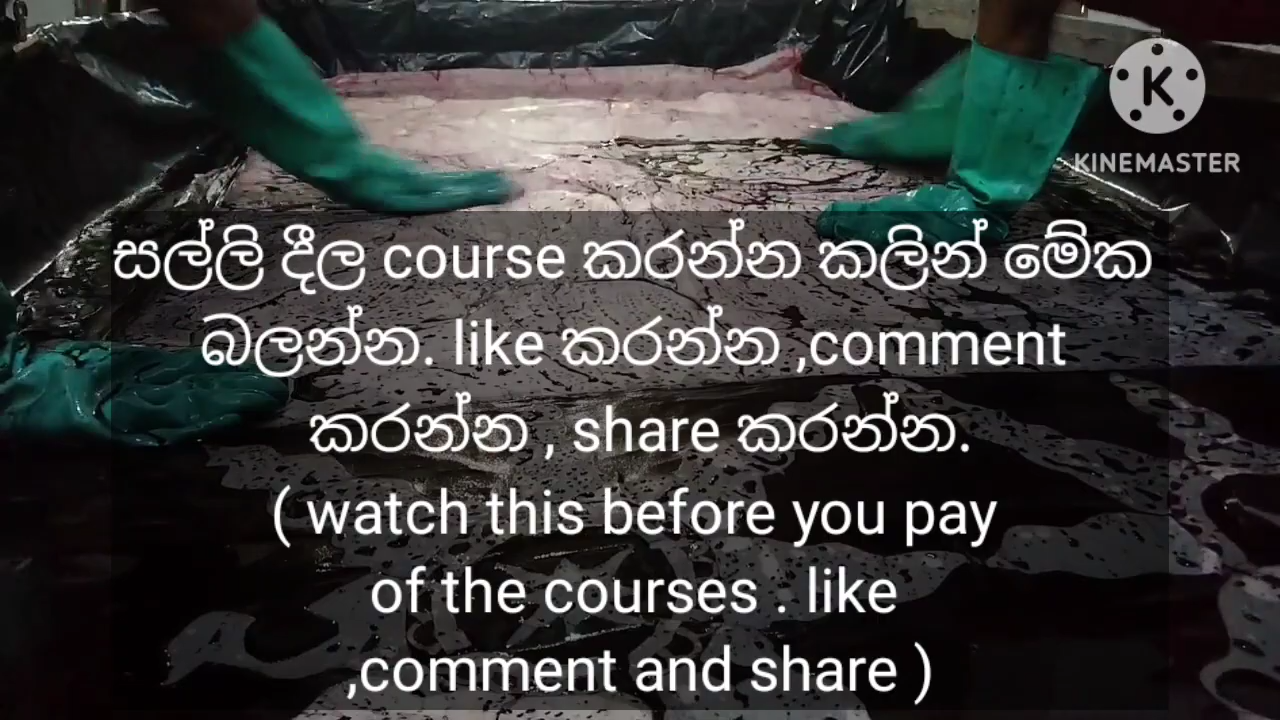 KINEMASTER
සල්ලි දීල course කරන්න කලින් මේක
බලන්න. like කරන්න ,comment
කරන්න , share කරන්න.
( watch this before you pay
of the courses . like
,comment and share )